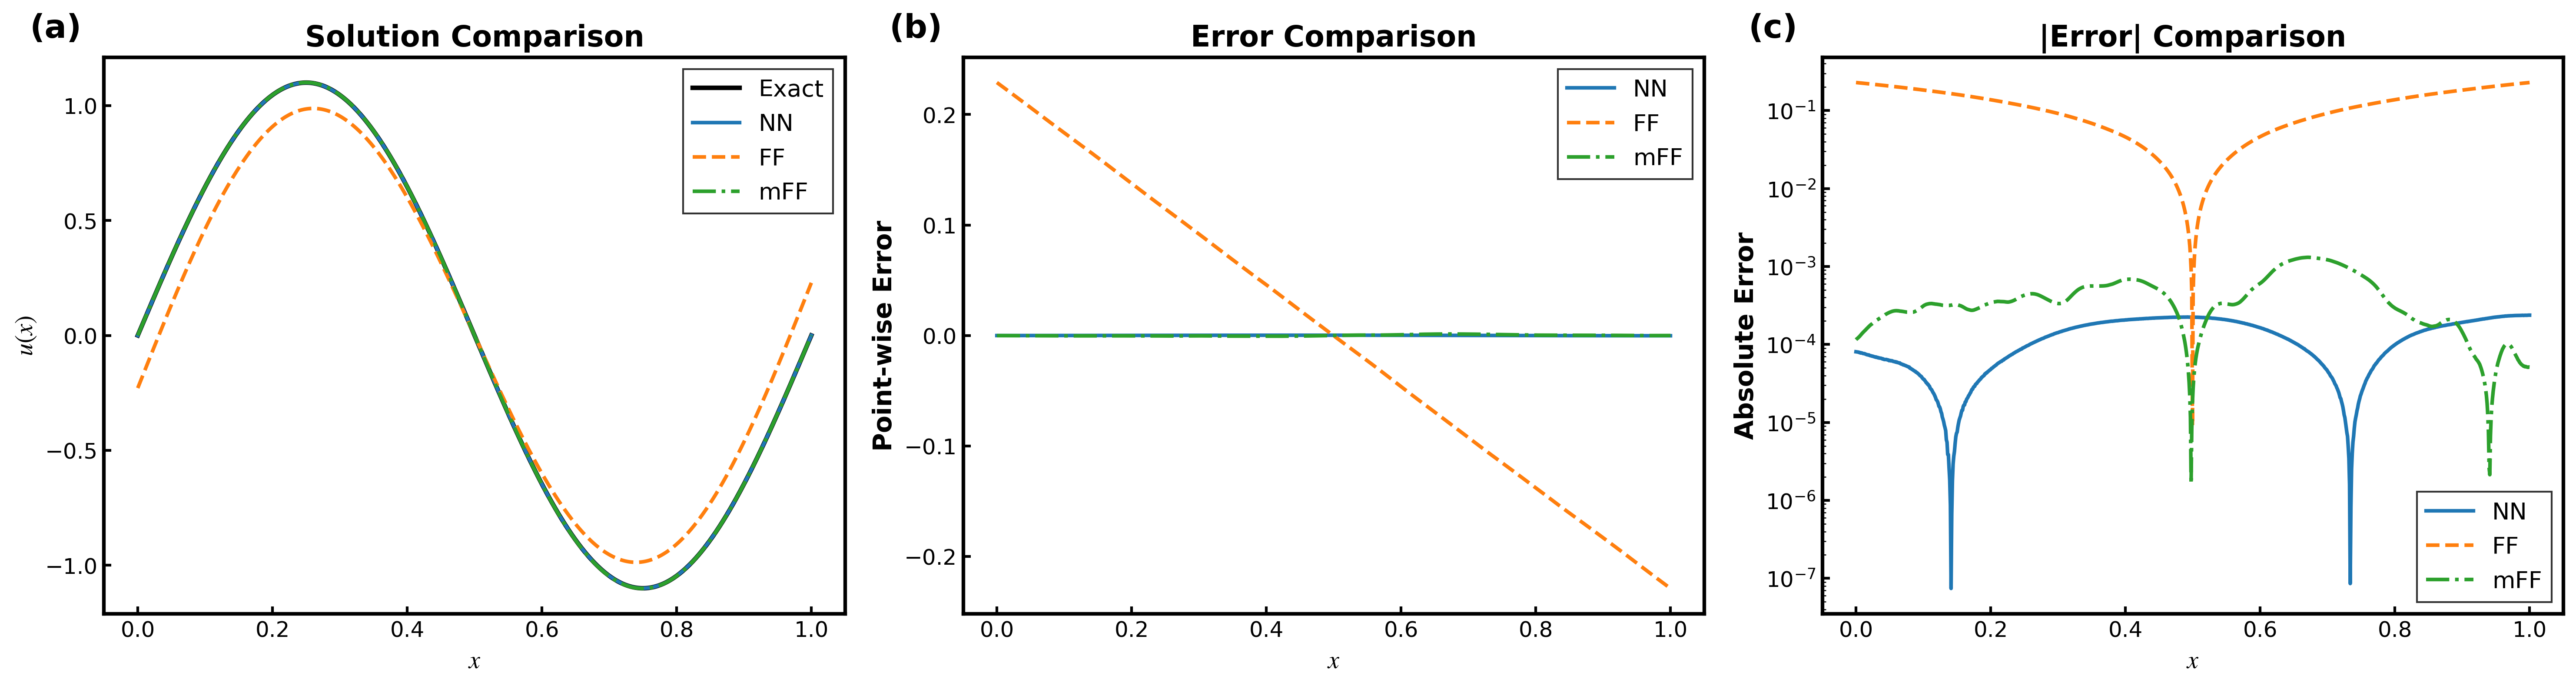 (a)
Solution Comparison
u(x)
1.0
0.5
0.0
−0.5
−1.0
0.0 0.2 0.4 0.6 0.8 1.0
x
Exact
NN
FF
mFF
(b)
Error Comparison
Point-wise Error
0.2
0.1
0.0
−0.1
−0.2
0.0 0.2 0.4 0.6 0.8 1.0
x
NN
FF
mFF
(c)
|Error| Comparison
Absolute Error
10⁻¹
10⁻²
10⁻³
10⁻⁴
10⁻⁵
10⁻⁶
10⁻⁷
0.0 0.2 0.4 0.6 0.8 1.0
x
NN
FF
mFF